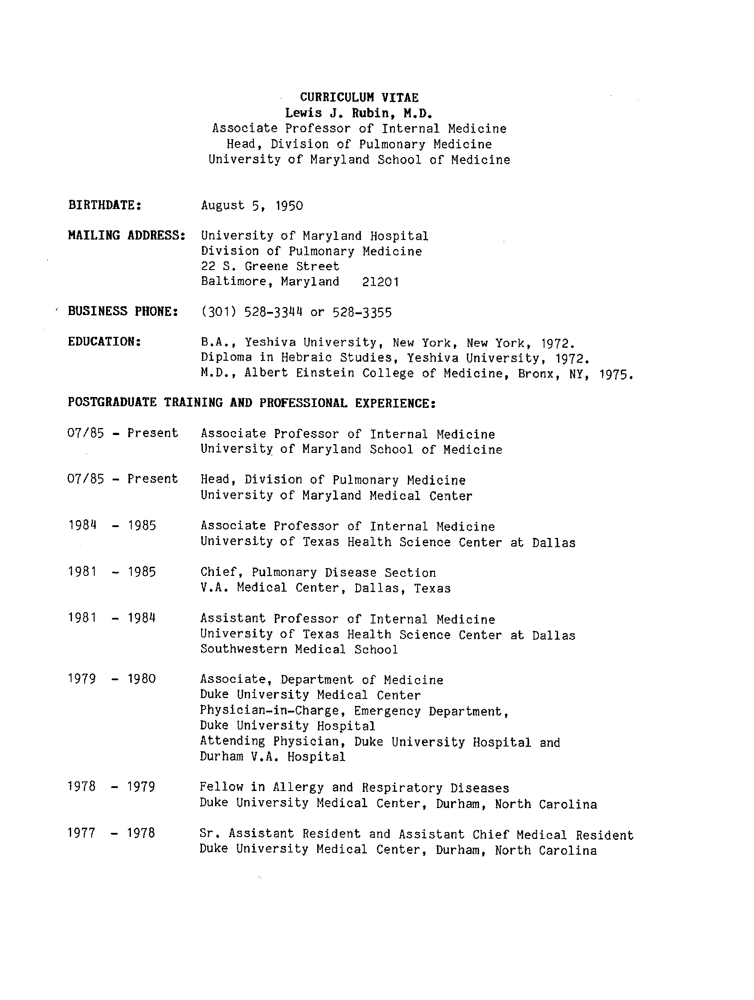 CURRICULUM VITAE
Lewis J. Rubin, M.D.
Associate Professor of Internal Medicine
Head, Division of Pulmonary Medicine
University of Maryland School of Medicine
BIRTHDATE: August 5, 1950
MAILING ADDRESS: University of Maryland Hospital
Division of Pulmonary Medicine
22 S. Greene Street
Baltimore, Maryland 21201
BUSINESS PHONE: (301) 528-3344 or 528-3355
EDUCATION: B.A., Yeshiva University, New York, New York, 1972.
Diploma in Hebraic Studies, Yeshiva University, 1972.
M.D., Albert Einstein College of Medicine, Bronx, NY, 1975.
POSTGRADUATE TRAINING AND PROFESSIONAL EXPERIENCE:
07/85 - Present Associate Professor of Internal Medicine
University of Maryland School of Medicine
07/85 - Present Head, Division of Pulmonary Medicine
University of Maryland Medical Center
1984 - 1985 Associate Professor of Internal Medicine
University of Texas Health Science Center at Dallas
1981 - 1985 Chief, Pulmonary Disease Section
V.A. Medical Center, Dallas, Texas
1981 - 1984 Assistant Professor of Internal Medicine
University of Texas Health Science Center at Dallas
Southwestern Medical School
1979 - 1980 Associate, Department of Medicine
Duke University Medical Center
Physician-in-Charge, Emergency Department,
Duke University Hospital
Attending Physician, Duke University Hospital and
Durham V.A. Hospital
1978 - 1979 Fellow in Allergy and Respiratory Diseases
Duke University Medical Center, Durham, North Carolina
1977 - 1978 Sr. Assistant Resident and Assistant Chief Medical Resident
Duke University Medical Center, Durham, North Carolina